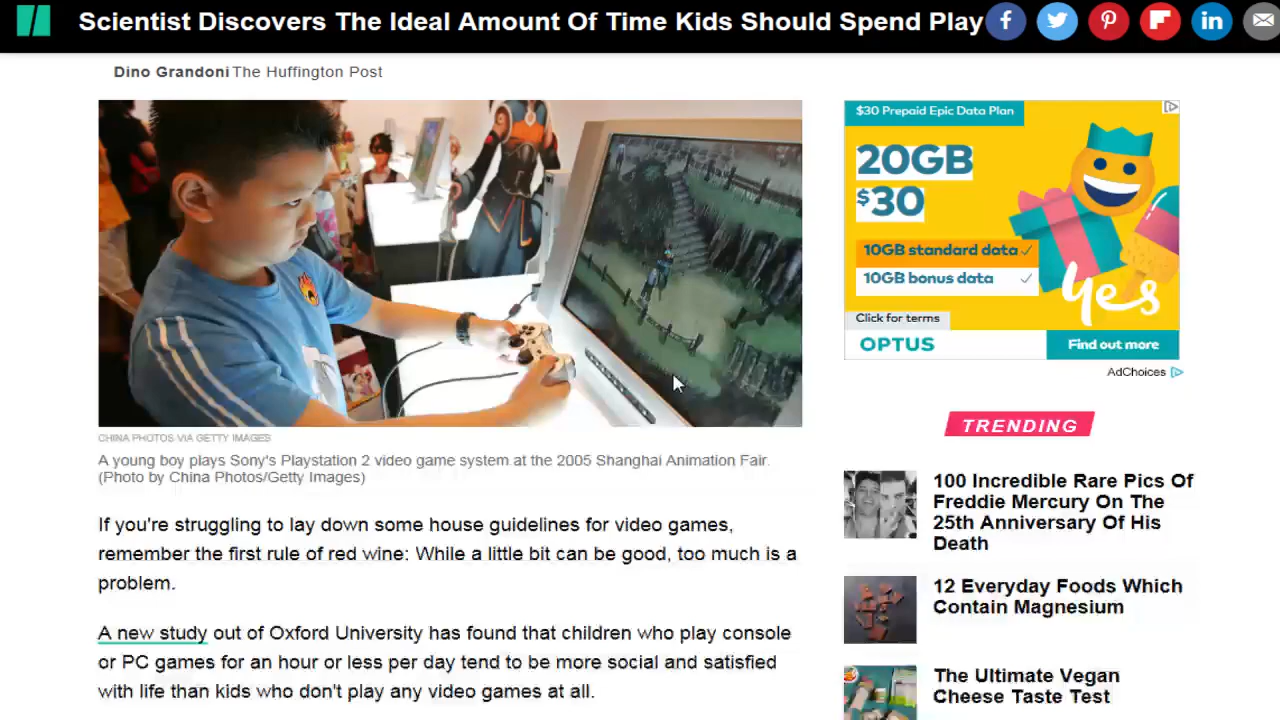 Scientist Discovers The Ideal Amount Of Time Kids Should Spend Play
Dino Grandoni The Huffington Post
CHINA PHOTOS VIA GETTY IMAGES
A young boy plays Sony's Playstation 2 video game system at the 2005 Shanghai Animation Fair.
(Photo by China Photos/Getty Images)
If you're struggling to lay down some house guidelines for video games,
remember the first rule of red wine: While a little bit can be good, too much is a
problem.
A new study out of Oxford University has found that children who play console
or PC games for an hour or less per day tend to be more social and satisfied
with life than kids who don't play any video games at all.
$30 Prepaid Epic Data Plan
20GB
$30
10GB standard data
10GB bonus data
yes
Click for terms
OPTUS
Find out more
AdChoices
TRENDING
100 Incredible Rare Pics Of
Freddie Mercury On The
25th Anniversary Of His
Death
12 Everyday Foods Which
Contain Magnesium
The Ultimate Vegan
Cheese Taste Test